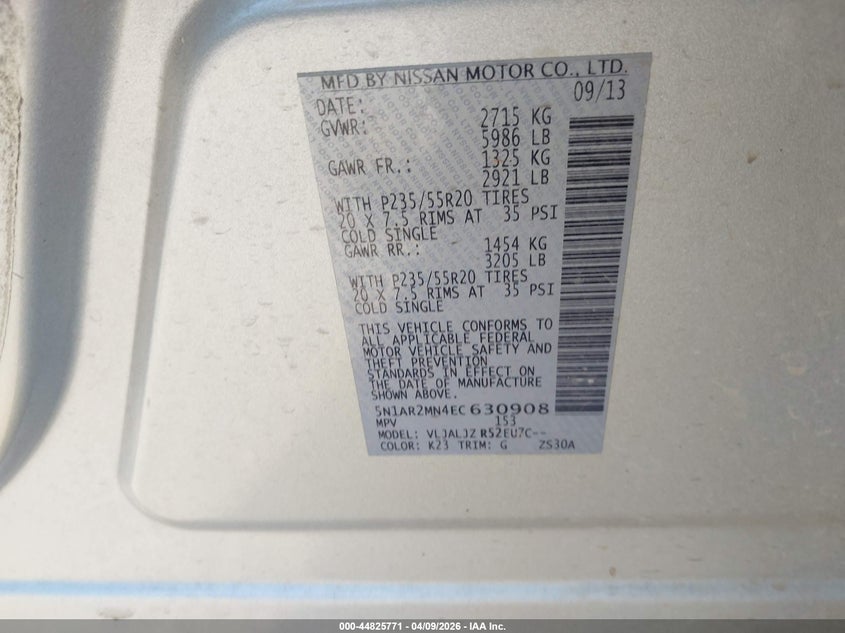 MFD BY NISSAN MOTOR CO., LTD.
DATE: 09/13
GVWR: 2715 KG
5986 LB
GAWR FR.: 1325 KG
2921 LB
WITH P235/55R20 TIRES
20 X 7.5 RIMS AT 35 PSI
COLD SINGLE
GAWR RR.: 1454 KG
3205 LB
WITH P235/55R20 TIRES
20 X 7.5 RIMS AT 35 PSI
COLD SINGLE
THIS VEHICLE CONFORMS TO
ALL APPLICABLE FEDERAL
MOTOR VEHICLE SAFETY AND
THEFT PREVENTION
STANDARDS IN EFFECT ON
THE DATE OF MANUFACTURE
SHOWN ABOVE.
5N1AR2MN4EC630908
MPV 153
MODEL: VLJALJZ R52EU7C--
COLOR: K23 TRIM: G ZS30A
000-44825771 - 04/09/2026 - IAA Inc.